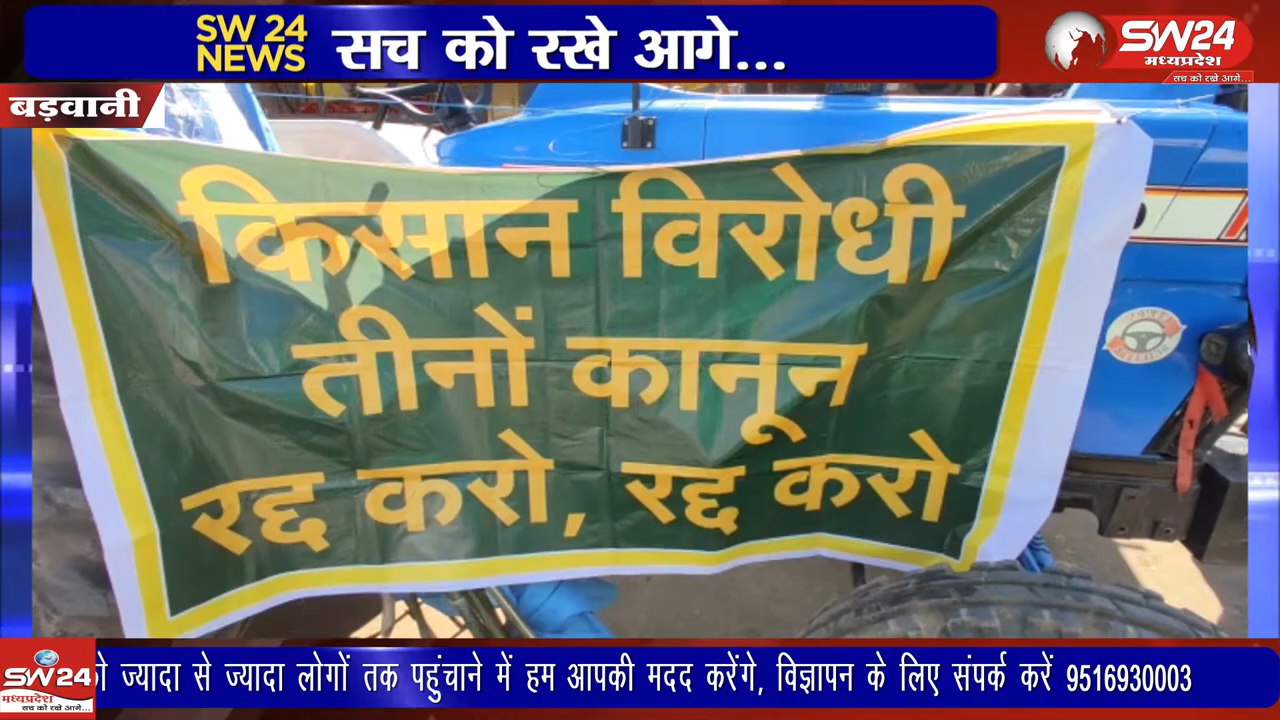 SW 24
NEWS
सच को रखे आगे...
SW24
मध्यप्रदेश
सच को रखे आगे...
बड़वानी
किसान विरोधी
तीनों कानून
रद्द करो, रद्द करो
SW24
मध्यप्रदेश
सच को रखे आगे...
ज्यादा से ज्यादा लोगों तक पहुंचाने में हम आपकी मदद करेंगे, विज्ञापन के लिए संपर्क करें 9516930003